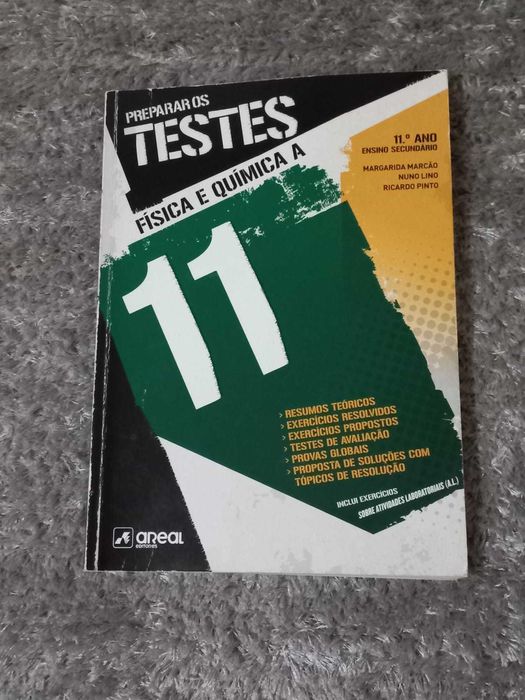 PREPARAR OS
TESTES
FÍSICA E QUÍMICA A
11.º ANO
ENSINO SECUNDÁRIO
MARGARIDA MARCÃO
NUNO LINO
RICARDO PINTO
11
> RESUMOS TEÓRICOS
> EXERCÍCIOS RESOLVIDOS
> EXERCÍCIOS PROPOSTOS
> TESTES DE AVALIAÇÃO
> PROVAS GLOBAIS
> PROPOSTA DE SOLUÇÕES COM
TÓPICOS DE RESOLUÇÃO
INCLUI EXERCÍCIOS
SOBRE ATIVIDADES LABORATORIAIS (A.L.)
areal
editores